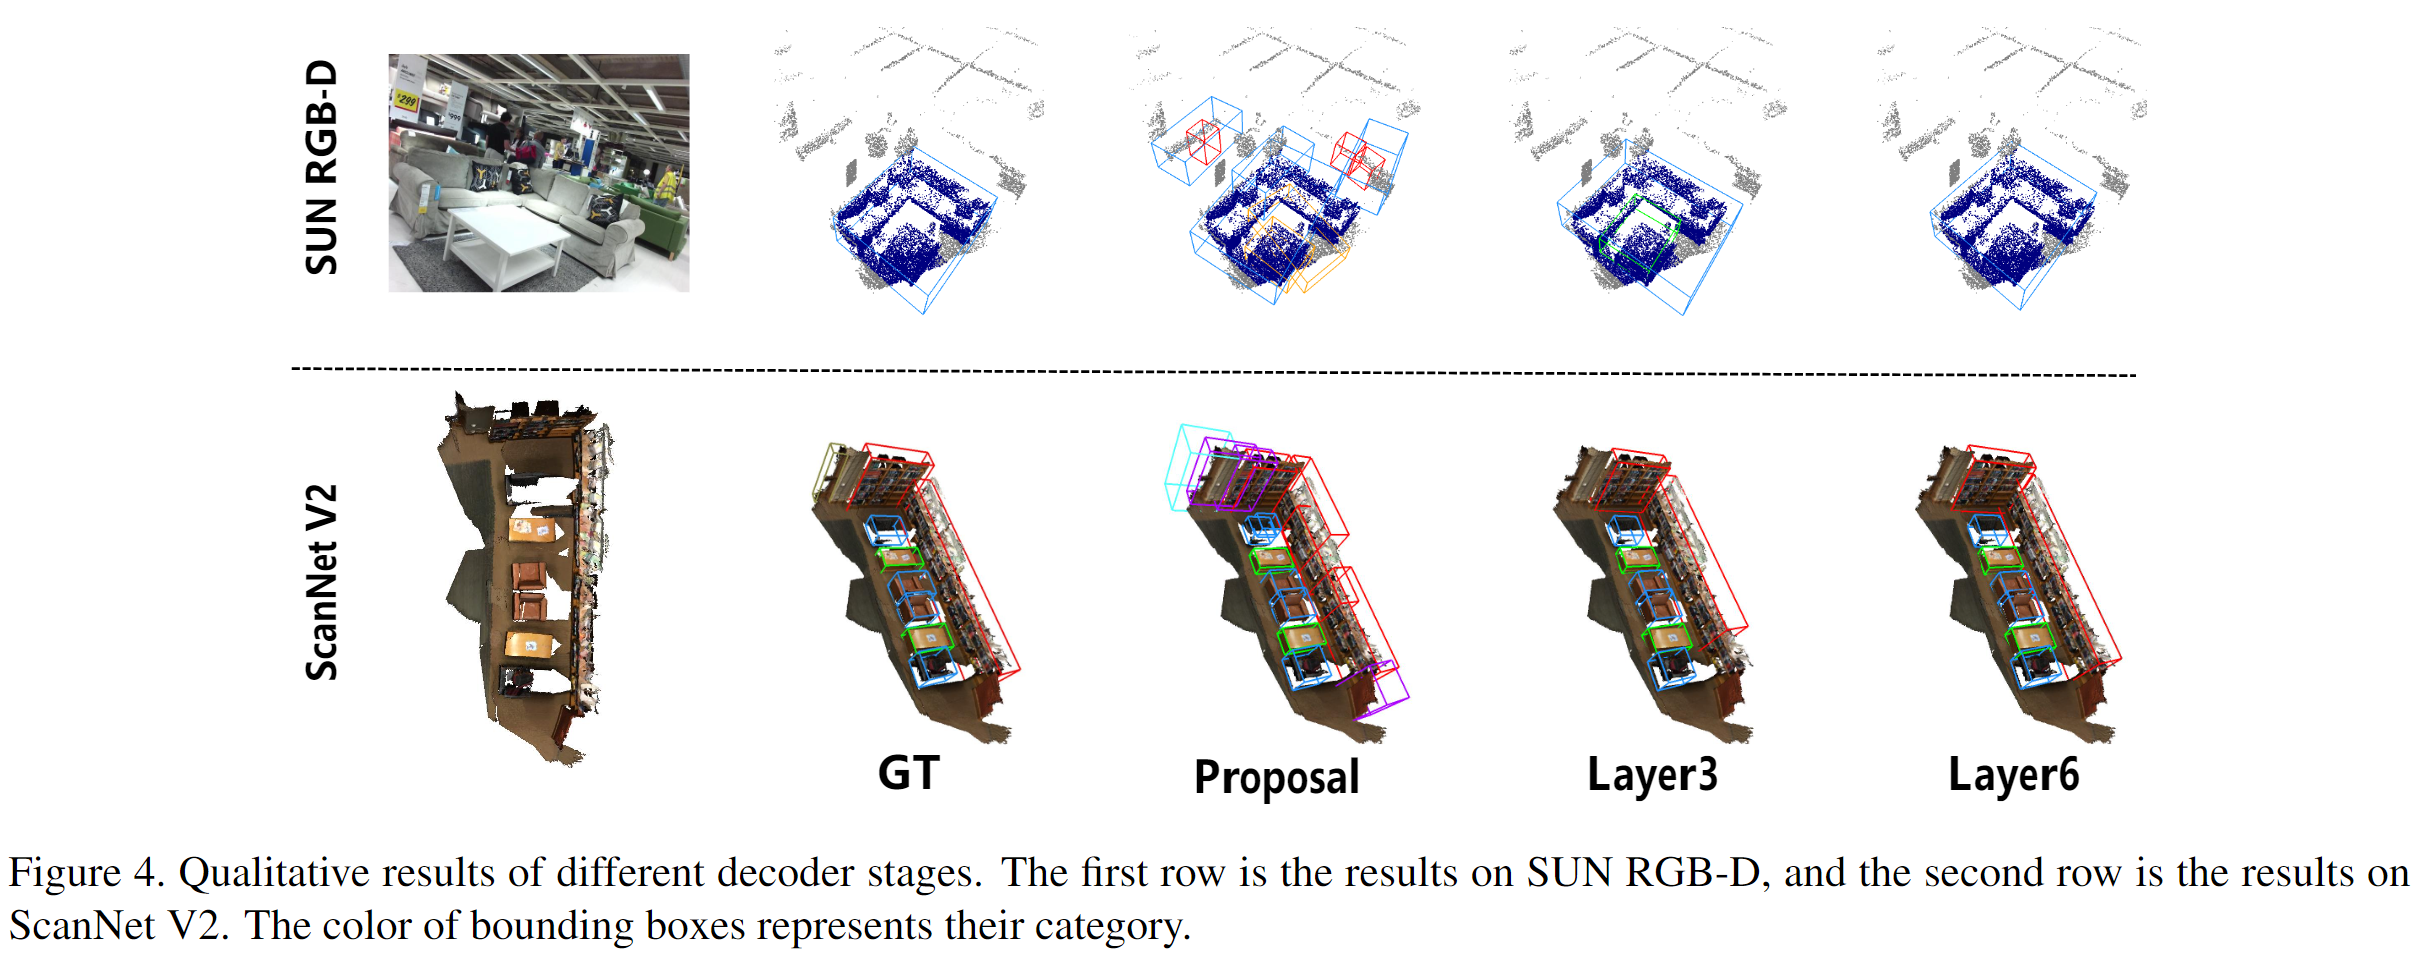 SUN RGB-D
$299
$999
ScanNet V2
GT
Proposal
Layer3
Layer6
Figure 4. Qualitative results of different decoder stages. The first row is the results on SUN RGB-D, and the second row is the results on
ScanNet V2. The color of bounding boxes represents their category.